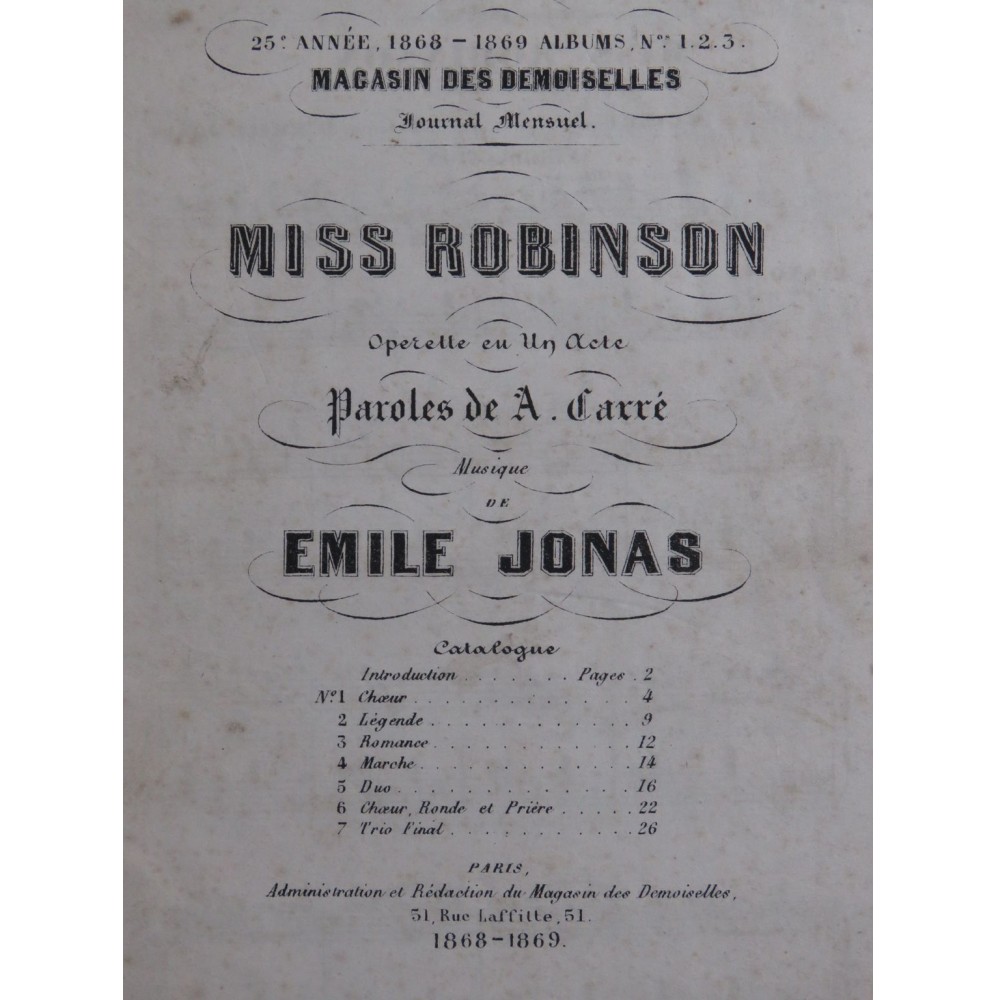 25e ANNÉE, 1868 - 1869 ALBUMS, Nos 1.2.3.
MAGASIN DES DEMOISELLES
Journal Mensuel.
MISS ROBINSON
Operette en Un Acte
Paroles de A. Carré
Musique
DE
EMILE JONAS
Catalogue
Introduction . . . . . . Pages . 2
No. 1 Chœur . . . . . . . . . . . . 4
2 Légende . . . . . . . . . . . . 9
3 Romance . . . . . . . . . . . . 12
4 Marche . . . . . . . . . . . . 14
5 Duo . . . . . . . . . . . . . 16
6 Chœur, Ronde et Prière . . . . . 22
7 Trio Final . . . . . . . . . . . 26
PARIS,
Administration et Rédaction du Magasin des Demoiselles,
51, Rue Laffitte, 51.
1868-1869.